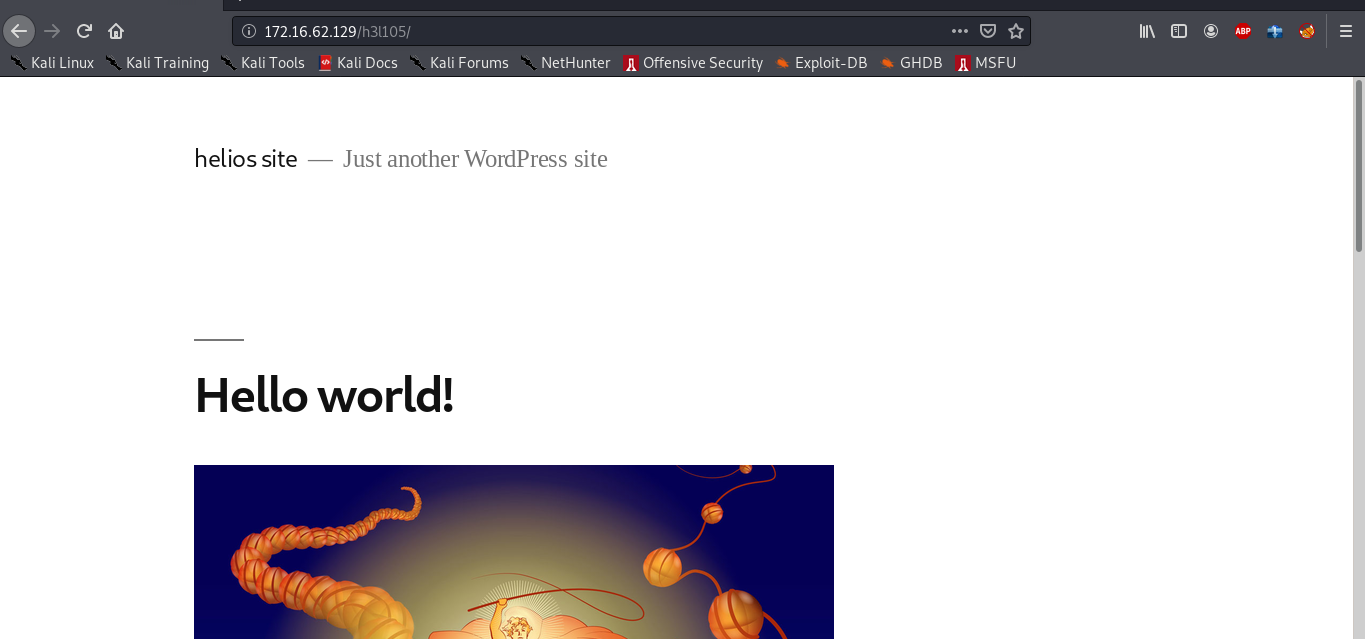 172.16.62.129/h3l105/
ABP
Kali Linux Kali Training Kali Tools Kali Docs Kali Forums NetHunter Offensive Security Exploit-DB GHDB MSFU
helios site — Just another WordPress site
Hello world!